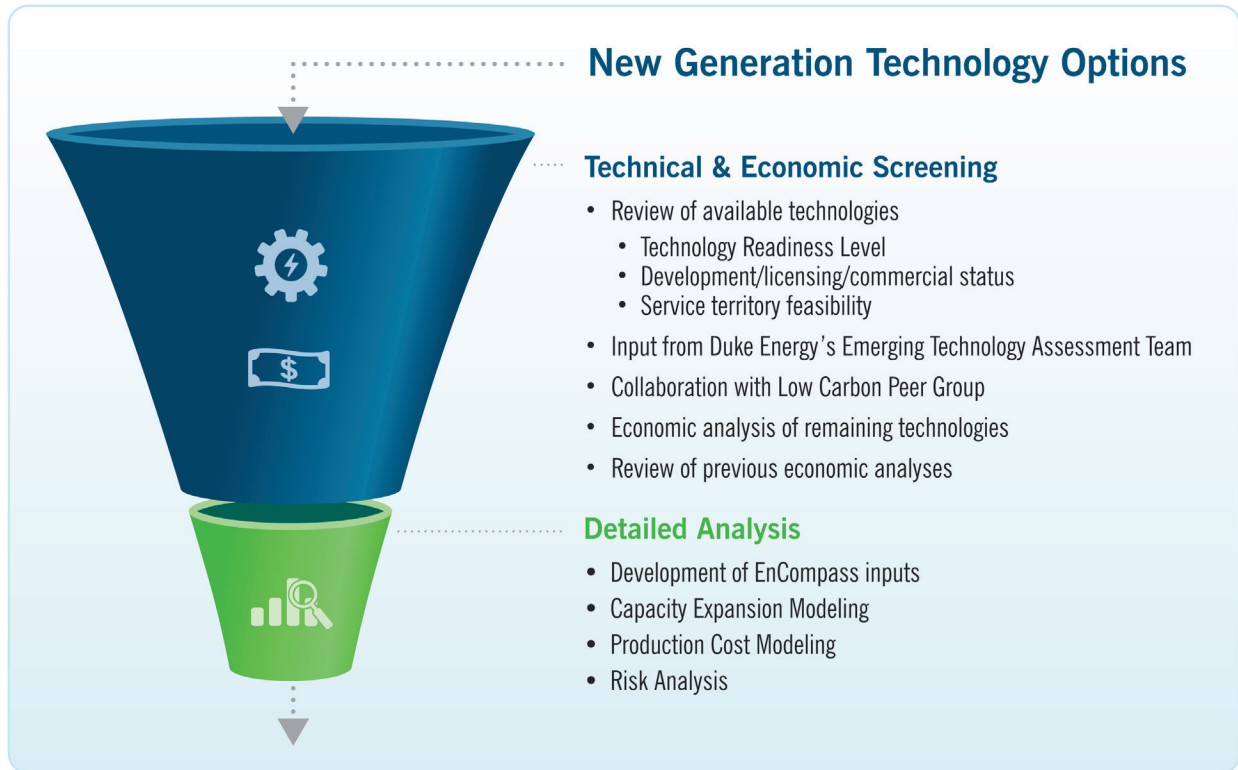 New Generation Technology Options
Technical & Economic Screening
• Review of available technologies
• Technology Readiness Level
• Development/licensing/commercial status
• Service territory feasibility
• Input from Duke Energy's Emerging Technology Assessment Team
• Collaboration with Low Carbon Peer Group
• Economic analysis of remaining technologies
• Review of previous economic analyses
$
Detailed Analysis
• Development of EnCompass inputs
• Capacity Expansion Modeling
• Production Cost Modeling
• Risk Analysis